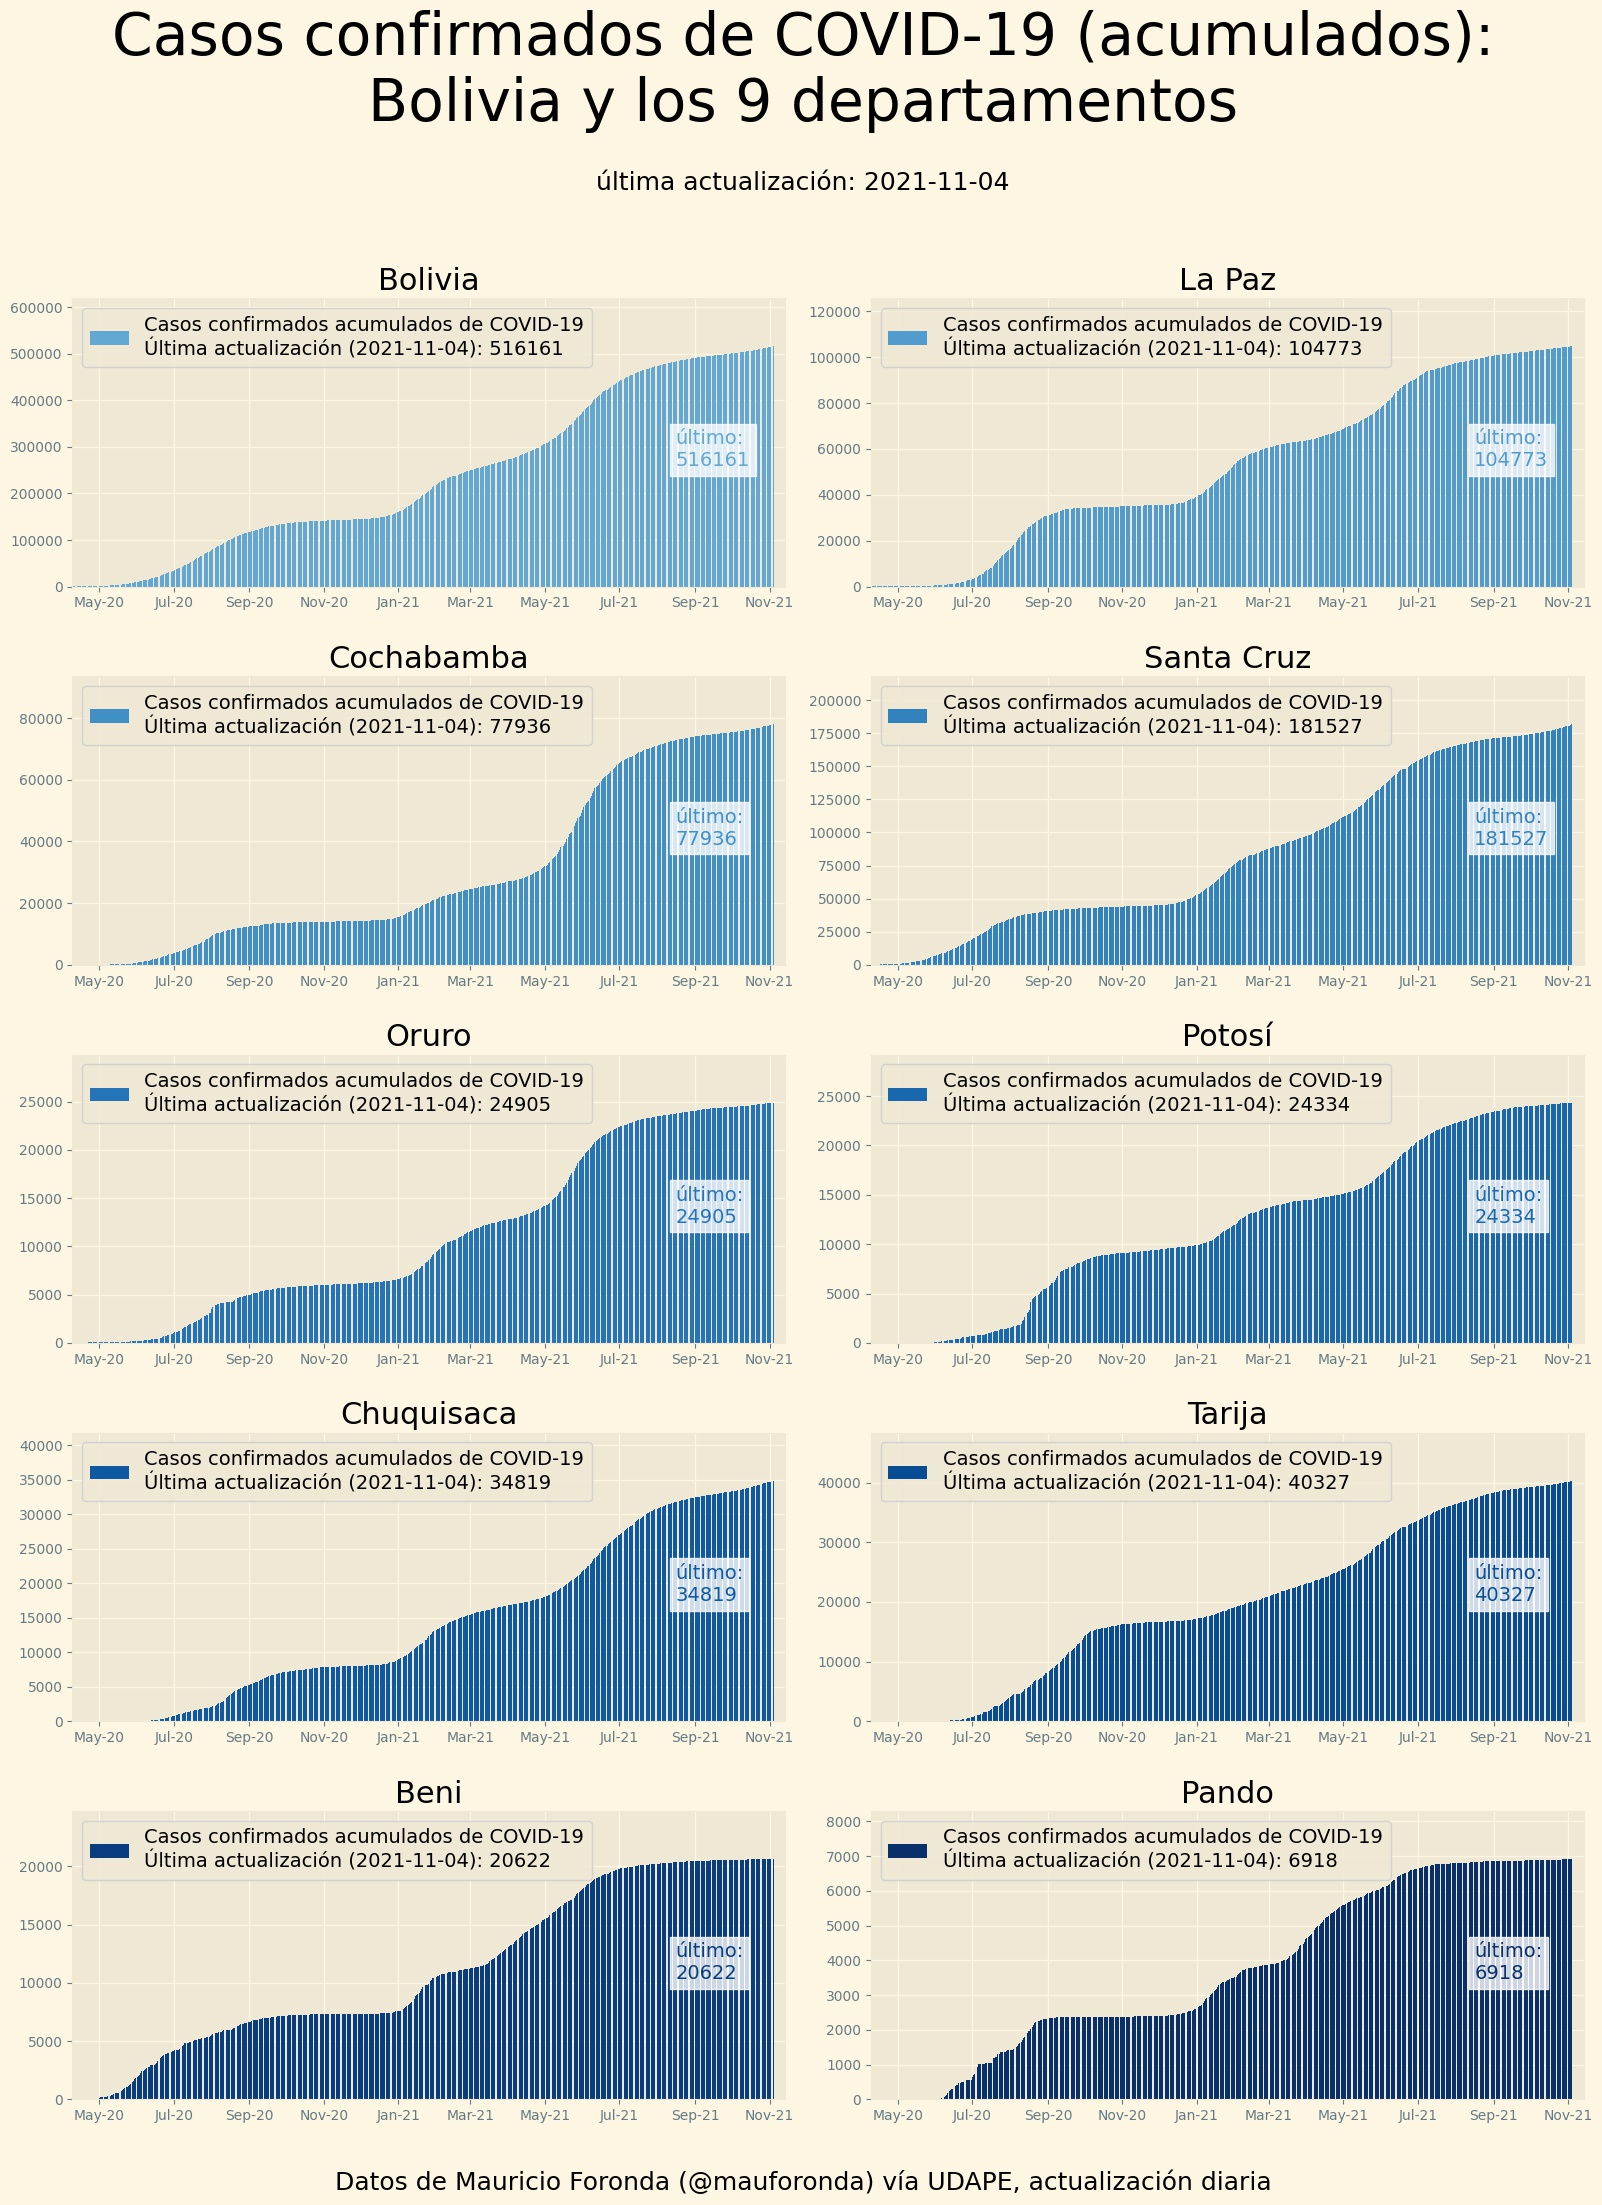 Casos confirmados de COVID-19 (acumulados):
Bolivia y los 9 departamentos
última actualización: 2021-11-04
Bolivia
600000
500000
400000
300000
200000
100000
0
Casos confirmados acumulados de COVID-19
Última actualización (2021-11-04): 516161
último:
516161
May-20 Jul-20 Sep-20 Nov-20 Jan-21 Mar-21 May-21 Jul-21 Sep-21 Nov-21
La Paz
120000
100000
80000
60000
40000
20000
0
Casos confirmados acumulados de COVID-19
Última actualización (2021-11-04): 104773
último:
104773
May-20 Jul-20 Sep-20 Nov-20 Jan-21 Mar-21 May-21 Jul-21 Sep-21 Nov-21
Cochabamba
80000
60000
40000
20000
0
Casos confirmados acumulados de COVID-19
Última actualización (2021-11-04): 77936
último:
77936
May-20 Jul-20 Sep-20 Nov-20 Jan-21 Mar-21 May-21 Jul-21 Sep-21 Nov-21
Santa Cruz
200000
175000
150000
125000
100000
75000
50000
25000
0
Casos confirmados acumulados de COVID-19
Última actualización (2021-11-04): 181527
último:
181527
May-20 Jul-20 Sep-20 Nov-20 Jan-21 Mar-21 May-21 Jul-21 Sep-21 Nov-21
Oruro
25000
20000
15000
10000
5000
0
Casos confirmados acumulados de COVID-19
Última actualización (2021-11-04): 24905
último:
24905
May-20 Jul-20 Sep-20 Nov-20 Jan-21 Mar-21 May-21 Jul-21 Sep-21 Nov-21
Potosí
25000
20000
15000
10000
5000
0
Casos confirmados acumulados de COVID-19
Última actualización (2021-11-04): 24334
último:
24334
May-20 Jul-20 Sep-20 Nov-20 Jan-21 Mar-21 May-21 Jul-21 Sep-21 Nov-21
Chuquisaca
40000
35000
30000
25000
20000
15000
10000
5000
0
Casos confirmados acumulados de COVID-19
Última actualización (2021-11-04): 34819
último:
34819
May-20 Jul-20 Sep-20 Nov-20 Jan-21 Mar-21 May-21 Jul-21 Sep-21 Nov-21
Tarija
40000
30000
20000
10000
0
Casos confirmados acumulados de COVID-19
Última actualización (2021-11-04): 40327
último:
40327
May-20 Jul-20 Sep-20 Nov-20 Jan-21 Mar-21 May-21 Jul-21 Sep-21 Nov-21
Beni
20000
15000
10000
5000
0
Casos confirmados acumulados de COVID-19
Última actualización (2021-11-04): 20622
último:
20622
May-20 Jul-20 Sep-20 Nov-20 Jan-21 Mar-21 May-21 Jul-21 Sep-21 Nov-21
Pando
8000
7000
6000
5000
4000
3000
2000
1000
0
Casos confirmados acumulados de COVID-19
Última actualización (2021-11-04): 6918
último:
6918
May-20 Jul-20 Sep-20 Nov-20 Jan-21 Mar-21 May-21 Jul-21 Sep-21 Nov-21
Datos de Mauricio Foronda (@mauforonda) vía UDAPE, actualización diaria